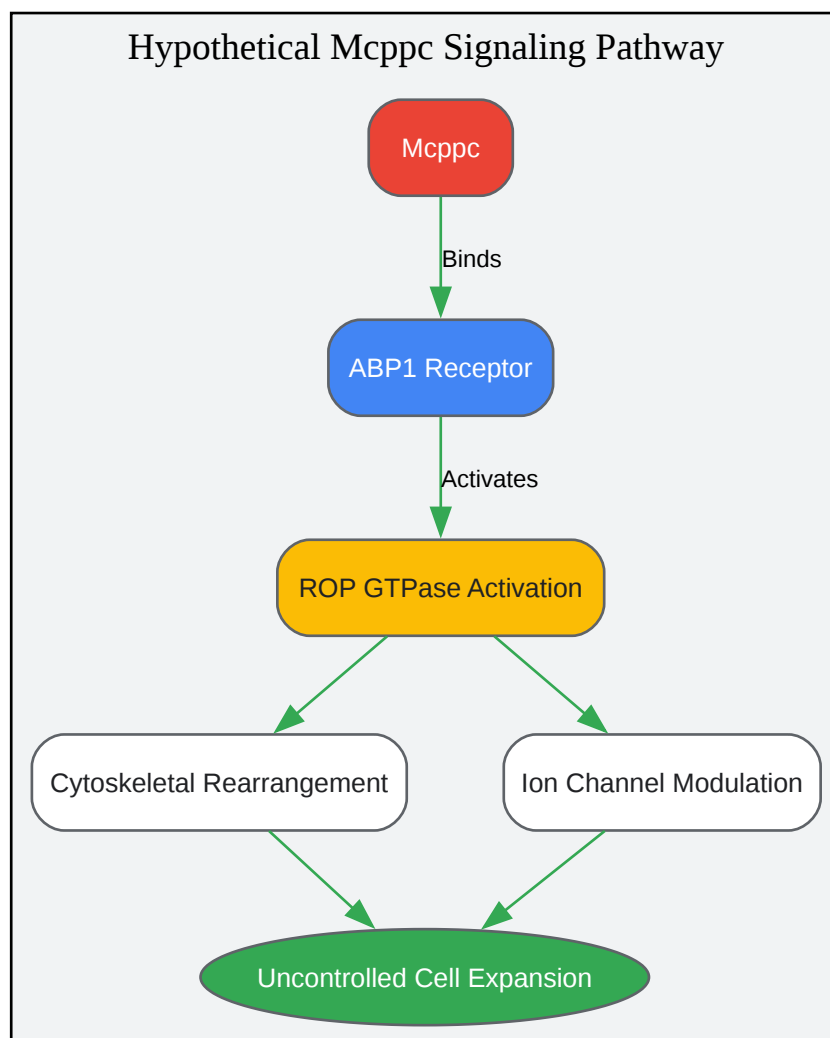 Hypothetical Mcppc Signaling Pathway
Mcppc
Binds
ABP1 Receptor
Activates
ROP GTPase Activation
Cytoskeletal Rearrangement
Ion Channel Modulation
Uncontrolled Cell Expansion